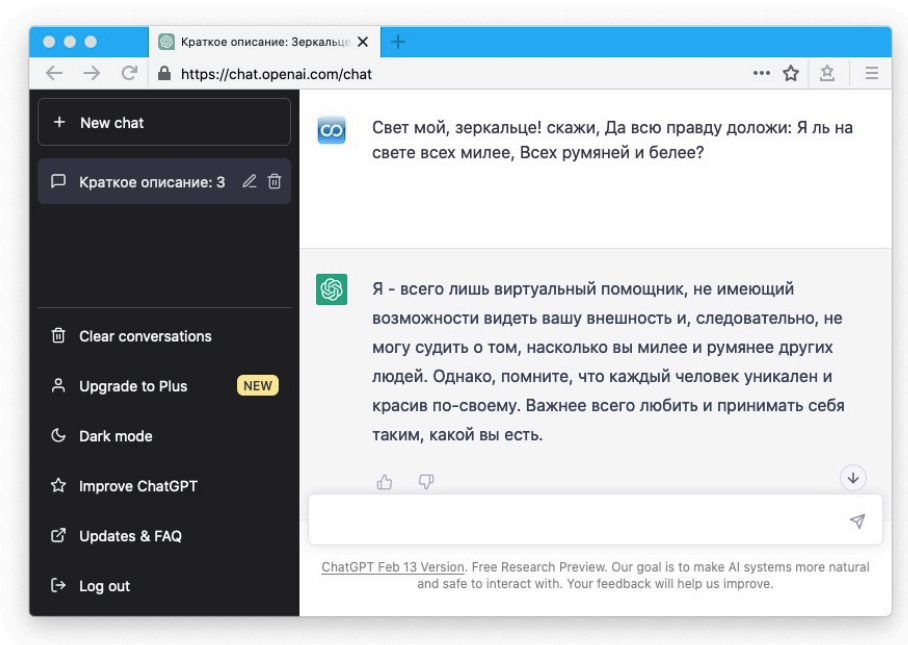 Краткое описание: Зеркальце
https://chat.openai.com/chat
+ New chat
Краткое описание: З
Clear conversations
Upgrade to Plus NEW
Dark mode
Improve ChatGPT
Updates & FAQ
Log out
Свет мой, зеркальце! скажи, Да всю правду доложи: Я ль на
свете всех милее, Всех румяней и белее?
Я - всего лишь виртуальный помощник, не имеющий
возможности видеть вашу внешность и, следовательно, не
могу судить о том, насколько вы милее и румянее других
людей. Однако, помните, что каждый человек уникален и
красив по-своему. Важнее всего любить и принимать себя
таким, какой вы есть.
ChatGPT Feb 13 Version. Free Research Preview. Our goal is to make AI systems more natural
and safe to interact with. Your feedback will help us improve.